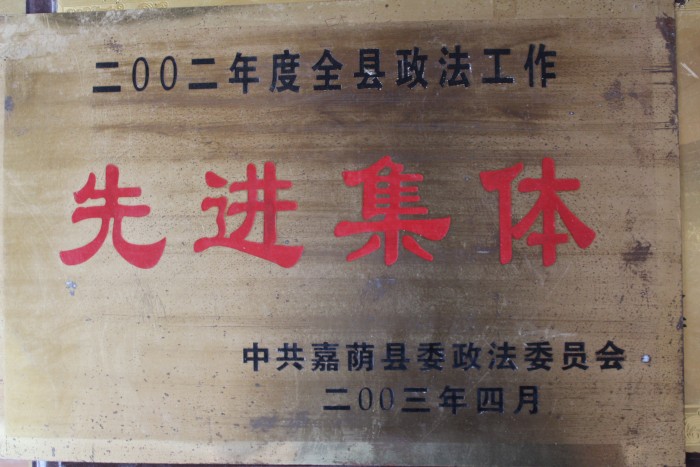 二00二年度全县政法工作
先进集体
中共嘉荫县委政法委员会
二00三年四月